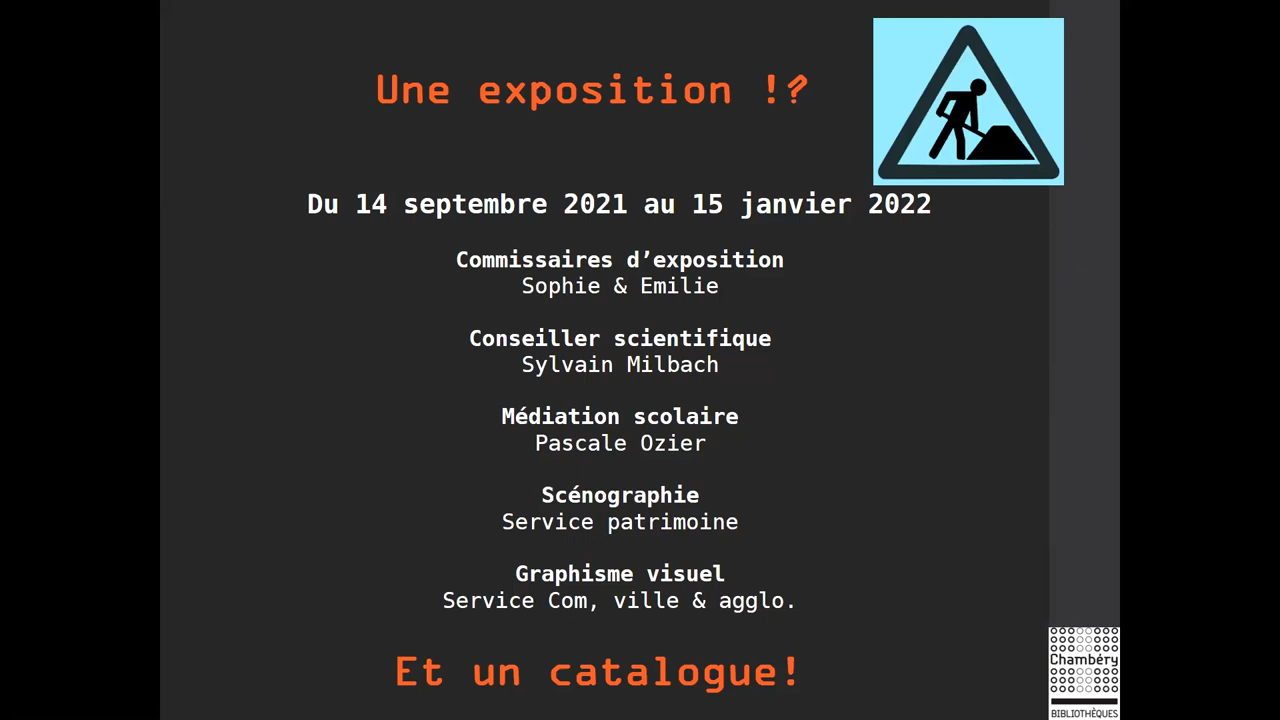 Une exposition !?
Du 14 septembre 2021 au 15 janvier 2022
Commissaires d’exposition
Sophie & Emilie
Conseiller scientifique
Sylvain Milbach
Médiation scolaire
Pascale Ozier
Scénographie
Service patrimoine
Graphisme visuel
Service Com, ville & agglo.
Et un catalogue!
Chambéry
BIBLIOTHÈQUES